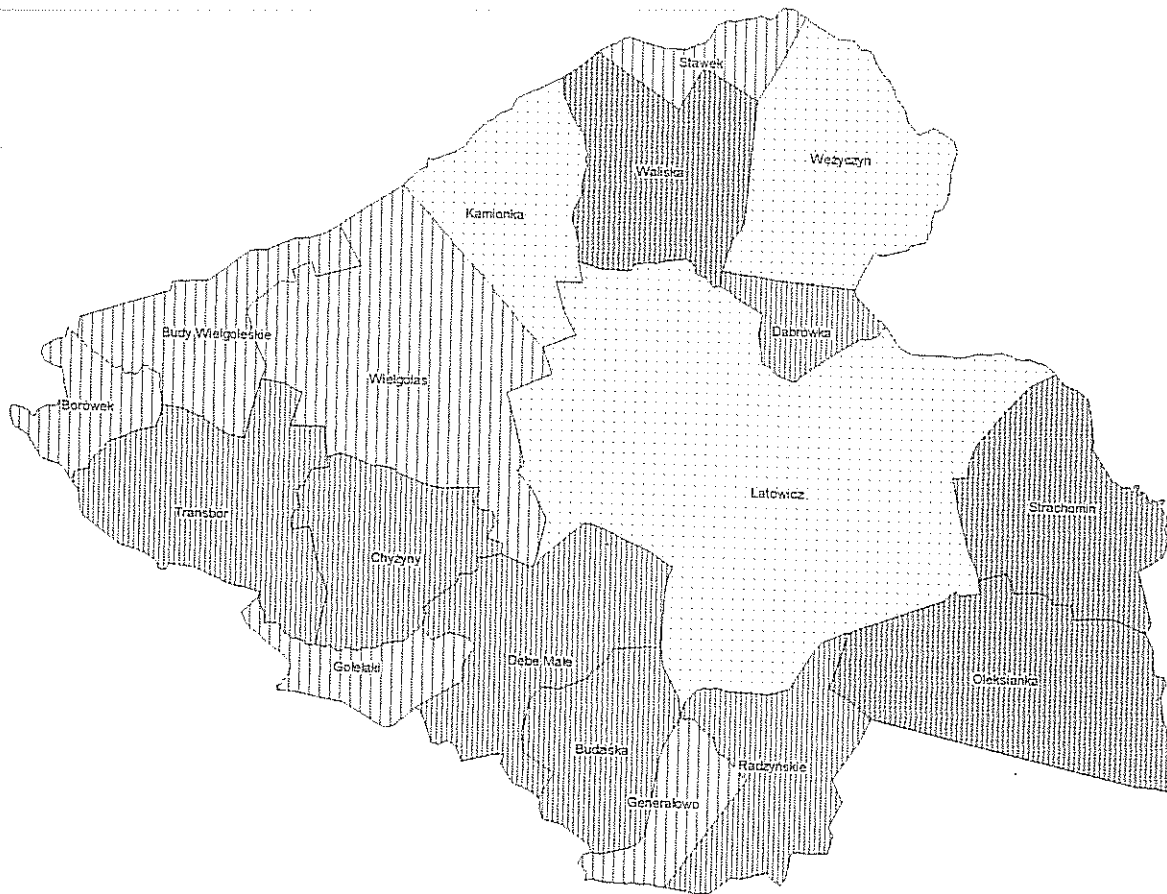 Stawek
Waliska
Wężyczyn
Kamionka
Dąbrówka
Budy Wielgoleskie
Wielgolas
Borówek
Latowicz
Strachomin
Transbór
Chyżyny
Gołełąki
Dębe Małe
Oleksianka
Budziska
Radzyńskie
Generałowo